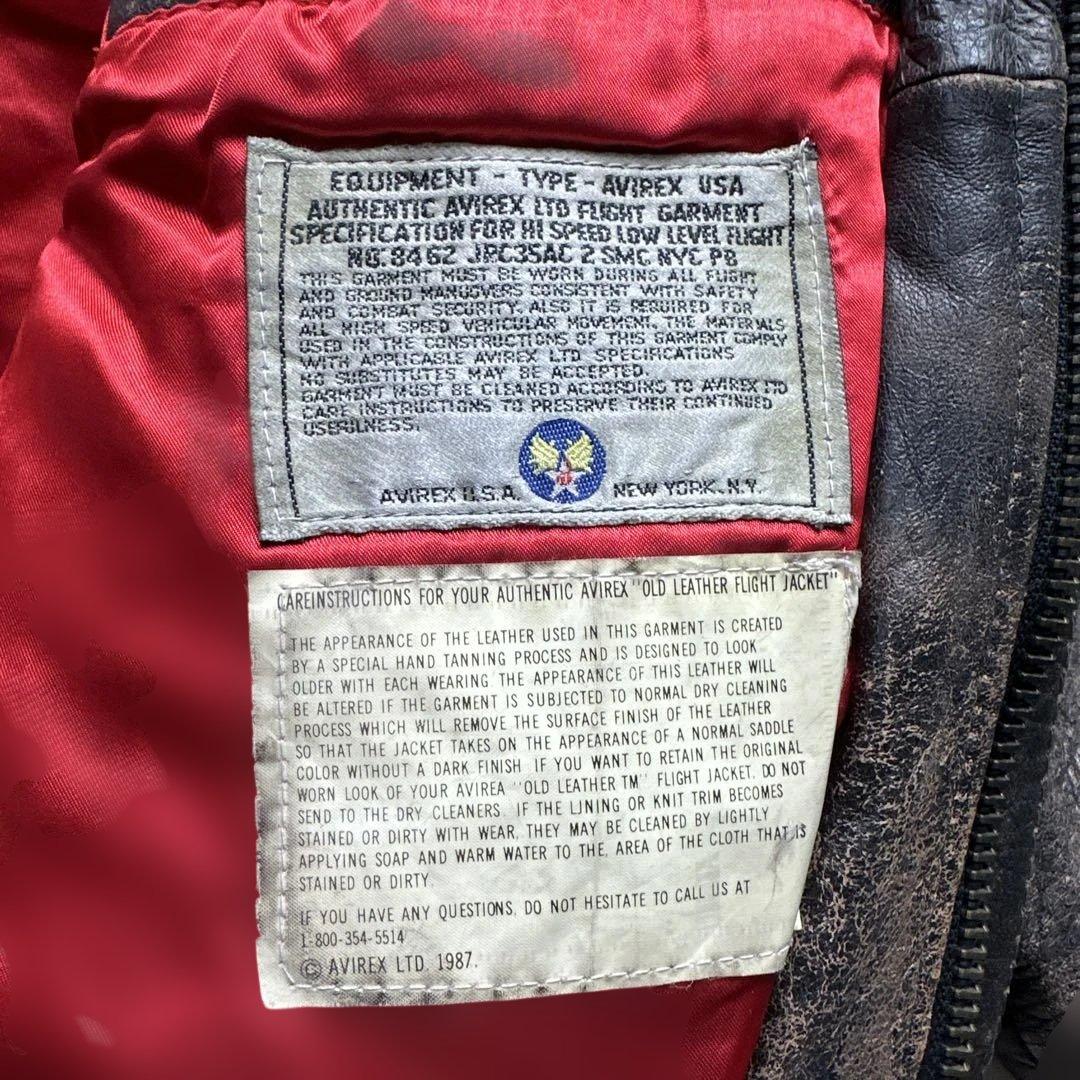 EQUIPMENT - TYPE - AVIREX USA
AUTHENTIC AVIREX LTD FLIGHT GARMENT
SPECIFICATION FOR HI SPEED LOW LEVEL FLIGHT
NO. 8462 JPC35AC 2 SMC NYC P8
THIS GARMENT MUST BE WORN DURING ALL FLIGHT
AND GROUND MANUOVERS CONSISTENT WITH SAFETY
AND COMBAT SECURITY. ALSO IT IS REQUIRED FOR
ALL HIGH SPEED VEHICULAR MOVEMENT. THE MATERIALS
USED IN THE CONSTRUCTIONS OF THIS GARMENT COMPLY
WITH APPLICABLE AVIREX LTD SPECIFICATIONS
NO SUBSTITUTES MAY BE ACCEPTED
GARMENT MUST BE CLEANED ACCORDING TO AVIREX LTD
CARE INSTRUCTIONS TO PRESERVE THEIR CONTINUED
USEFULNESS.
AVIREX U.S.A. NEW YORK. N.Y.
CAREINSTRUCTIONS FOR YOUR AUTHENTIC AVIREX "OLD LEATHER FLIGHT JACKET"
THE APPEARANCE OF THE LEATHER USED IN THIS GARMENT IS CREATED
BY A SPECIAL HAND TANNING PROCESS AND IS DESIGNED TO LOOK
OLDER WITH EACH WEARING THE APPEARANCE OF THIS LEATHER WILL
BE ALTERED IF THE GARMENT IS SUBJECTED TO NORMAL DRY CLEANING
PROCESS WHICH WILL REMOVE THE SURFACE FINISH OF THE LEATHER
SO THAT THE JACKET TAKES ON THE APPEARANCE OF A NORMAL SADDLE
COLOR WITHOUT A DARK FINISH IF YOU WANT TO RETAIN THE ORIGINAL
WORN LOOK OF YOUR AVIREA "OLD LEATHER TM" FLIGHT JACKET. DO NOT
SEND TO THE DRY CLEANERS. IF THE LINING OR KNIT TRIM BECOMES
STAINED OR DIRTY WITH WEAR, THEY MAY BE CLEANED BY LIGHTLY
APPLYING SOAP AND WARM WATER TO THE. AREA OF THE CLOTH THAT IS
STAINED OR DIRTY.
IF YOU HAVE ANY QUESTIONS, DO NOT HESITATE TO CALL US AT
1-800-354-5514
© AVIREX LTD. 1987.